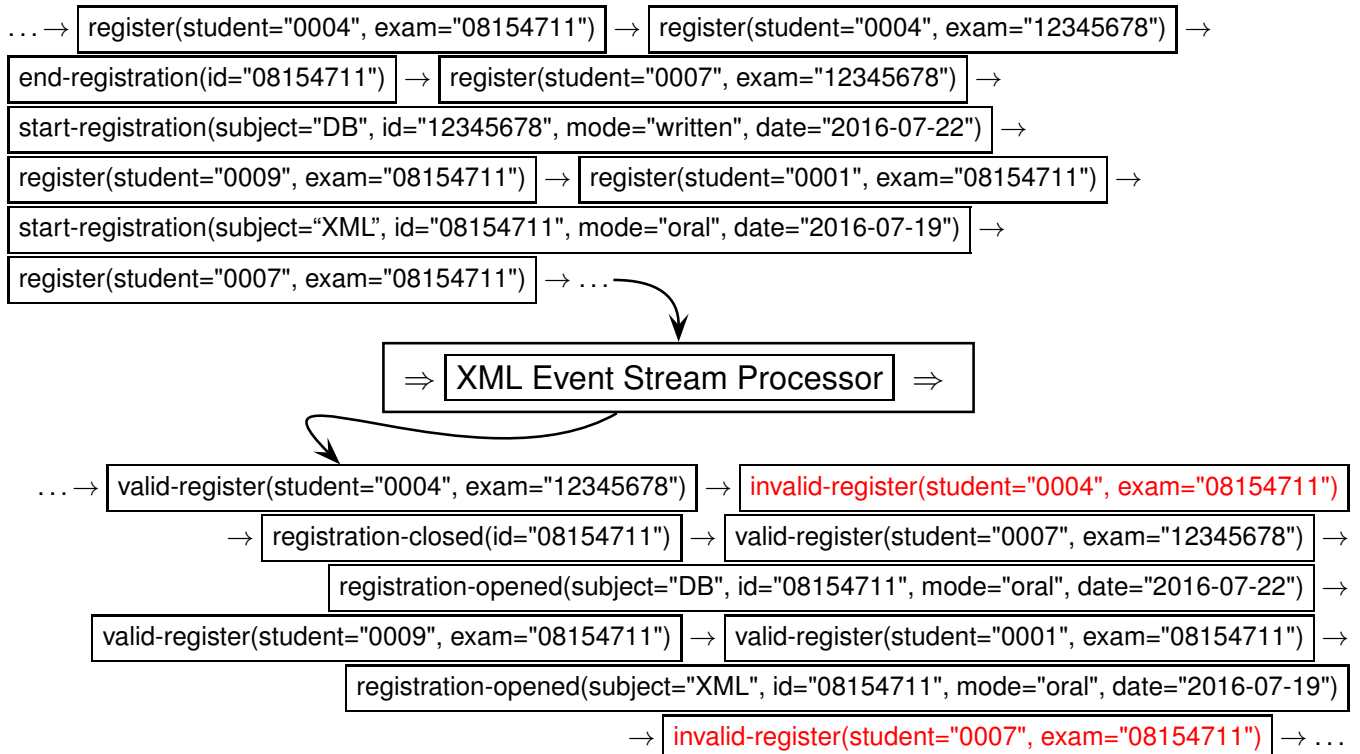 ... → register(student="0004", exam="08154711") → register(student="0004", exam="12345678") →
end-registration(id="08154711") → register(student="0007", exam="12345678") →
start-registration(subject="DB", id="12345678", mode="written", date="2016-07-22") →
register(student="0009", exam="08154711") → register(student="0001", exam="08154711") →
start-registration(subject=“XML”, id="08154711", mode="oral", date="2016-07-19") →
register(student="0007", exam="08154711") → ...
⇒ XML Event Stream Processor ⇒
... → valid-register(student="0004", exam="12345678") → invalid-register(student="0004", exam="08154711")
→ registration-closed(id="08154711") → valid-register(student="0007", exam="12345678") →
registration-opened(subject="DB", id="08154711", mode="oral", date="2016-07-22") →
valid-register(student="0009", exam="08154711") → valid-register(student="0001", exam="08154711") →
registration-opened(subject="XML", id="08154711", mode="oral", date="2016-07-19")
→ invalid-register(student="0007", exam="08154711") → ...